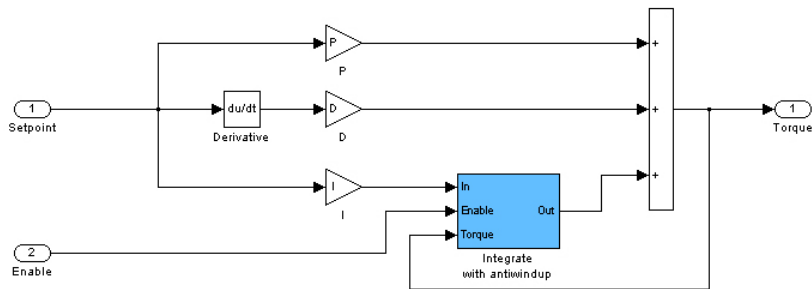 P
+
P
1
Setpoint
du/dt
Derivative
D
D
+
1
Torque
I
I
In
Enable
Torque
Out
+
Integrate
with antiwindup
2
Enable